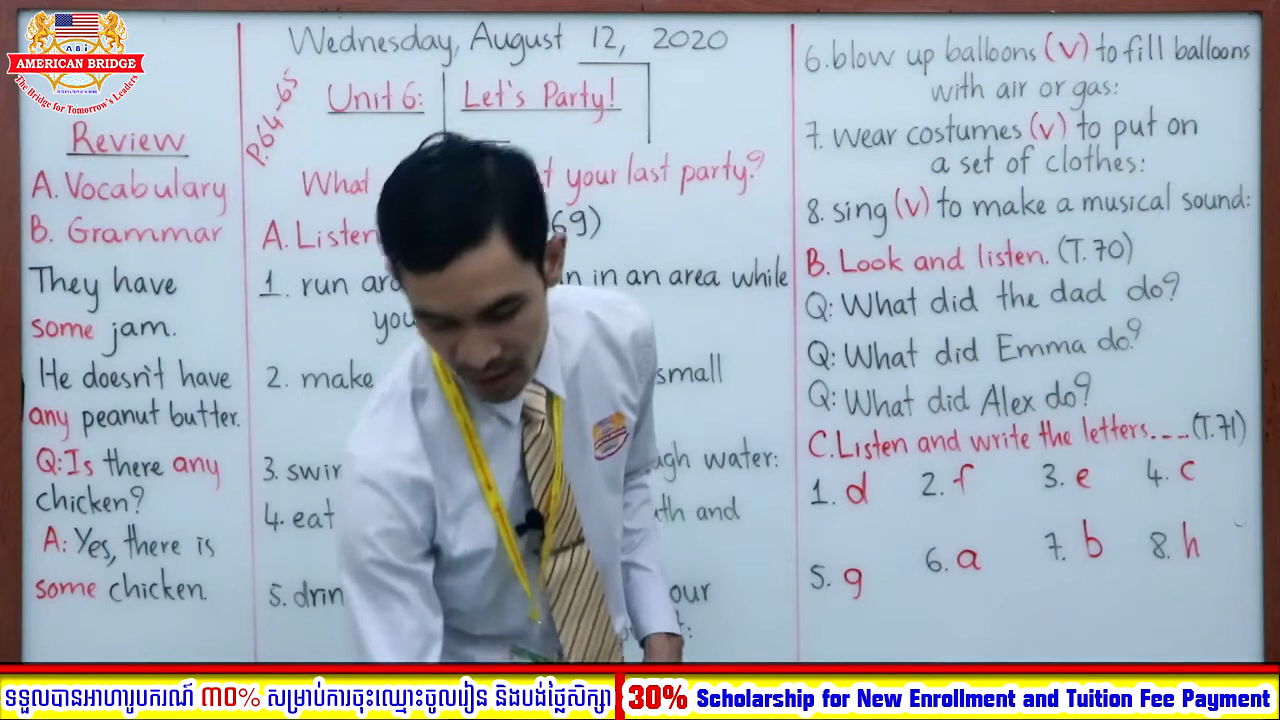 AMERICAN BRIDGE
INTERNATIONAL SCHOOL
The Bridge for Tomorrow's Leaders
Review
A. Vocabulary
B. Grammar
They have
some jam.
He doesn't have
any peanut butter.
Q: Is there any
chicken?
A: Yes, there is
some chicken.
Wednesday, August 12, 2020
P.64-65
Unit 6: Let's Party!
What your last party?
A. Listen 69)
1. run in an area while
2. make small
3. water:
4. eat and
5.
6. blow up balloons (v) to fill balloons
with air or gas:
7. wear costumes (v) to put on
a set of clothes:
8. sing (v) to make a musical sound:
B. Look and listen. (T.70)
Q: What did the dad do?
Q: What did Emma do?
Q: What did Alex do?
C. Listen and write the letters.... (T.71)
1. d 2. f 3. e 4. c
5. g 6. a 7. b 8. h
ទទួលបានអាហារូបករណ៍ ៣០% សម្រាប់ការចុះឈ្មោះចូលរៀន និងបង់ថ្លៃសិក្សា
30% Scholarship for New Enrollment and Tuition Fee Payment